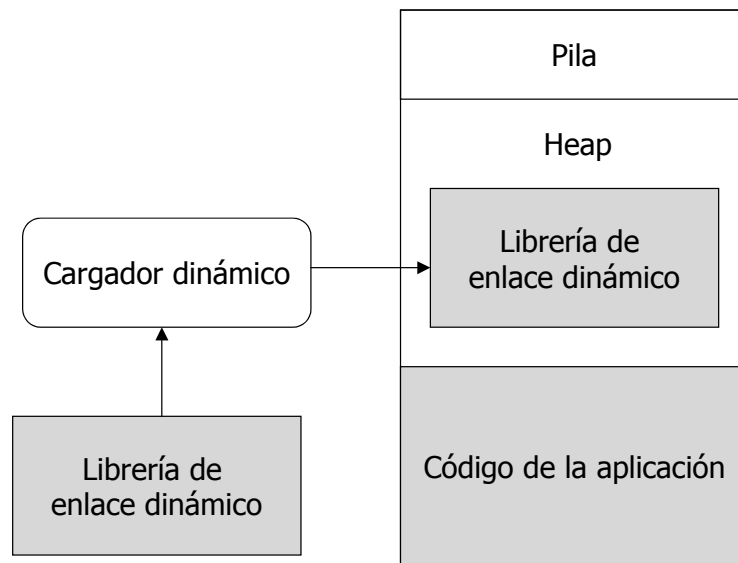 Pila
Heap
Librería de
enlace dinámico
Cargador dinámico
Código de la aplicación
Librería de
enlace dinámico